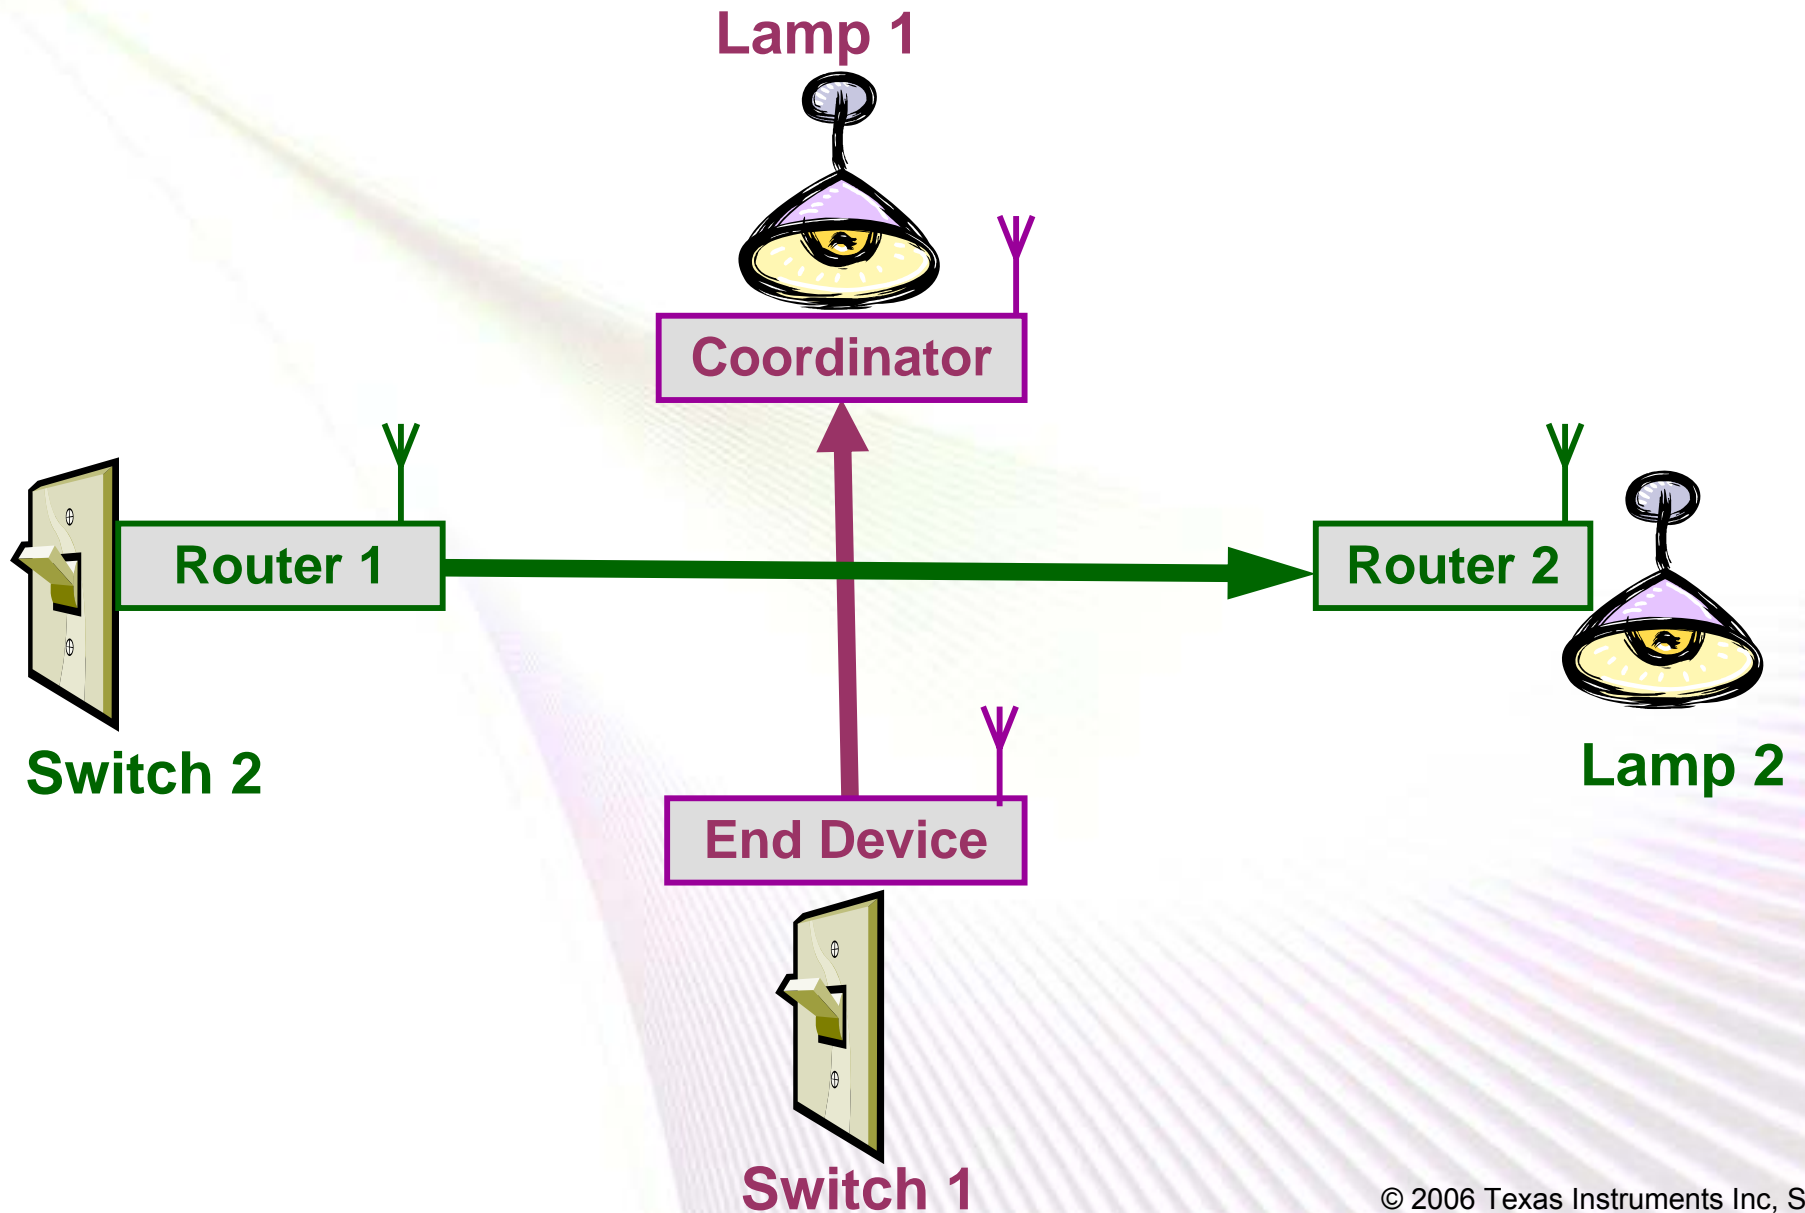 Lamp 1
Coordinator
Router 1
Router 2
Switch 2
Lamp 2
End Device
Switch 1
© 2006 Texas Instruments Inc, S